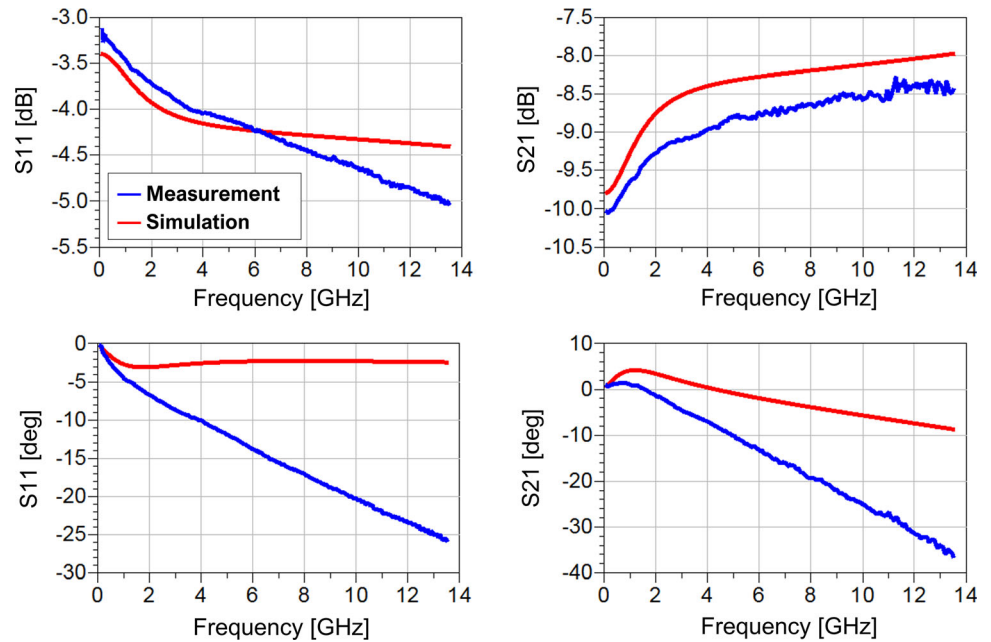 S11 [dB]
-3.0
-3.5
-4.0
-4.5
-5.0
-5.5
Measurement
Simulation
0 2 4 6 8 10 12 14
Frequency [GHz]
S21 [dB]
-7.5
-8.0
-8.5
-9.0
-9.5
-10.0
-10.5
0 2 4 6 8 10 12 14
Frequency [GHz]
S11 [deg]
0
-5
-10
-15
-20
-25
-30
0 2 4 6 8 10 12 14
Frequency [GHz]
S21 [deg]
10
0
-10
-20
-30
-40
0 2 4 6 8 10 12 14
Frequency [GHz]